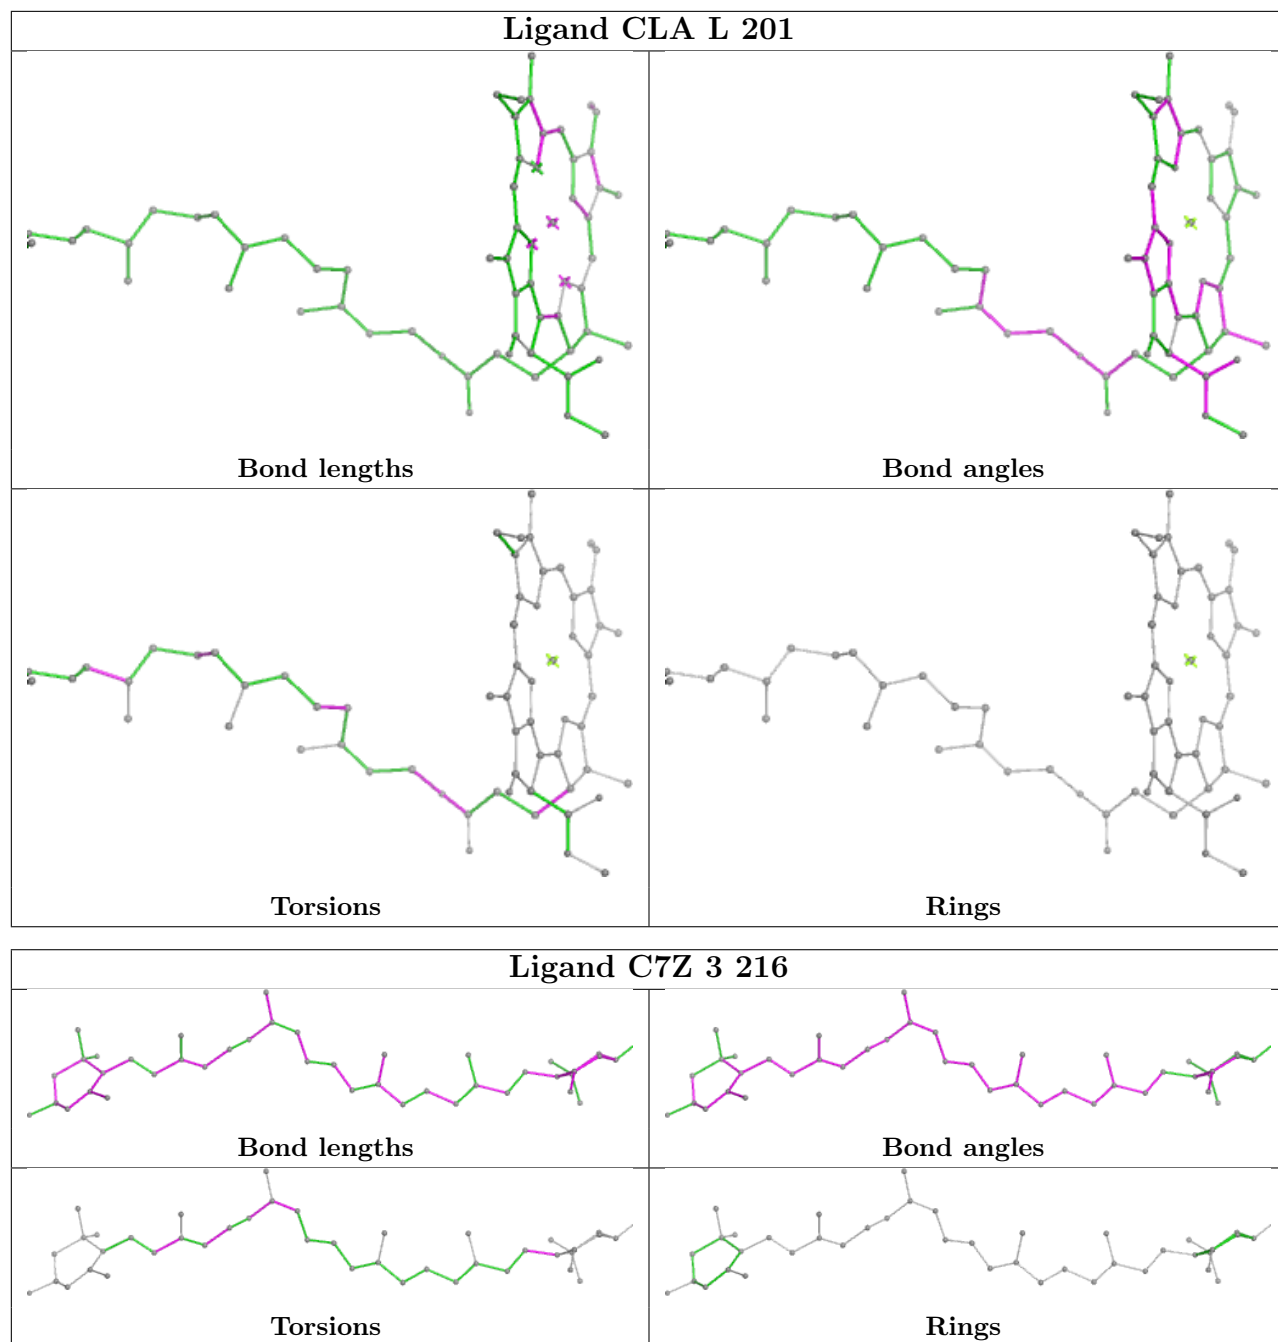 Ligand CLA L 201
Bond lengths
Bond angles
Torsions
Rings
Ligand C7Z 3 216
Bond lengths
Bond angles
Torsions
Rings